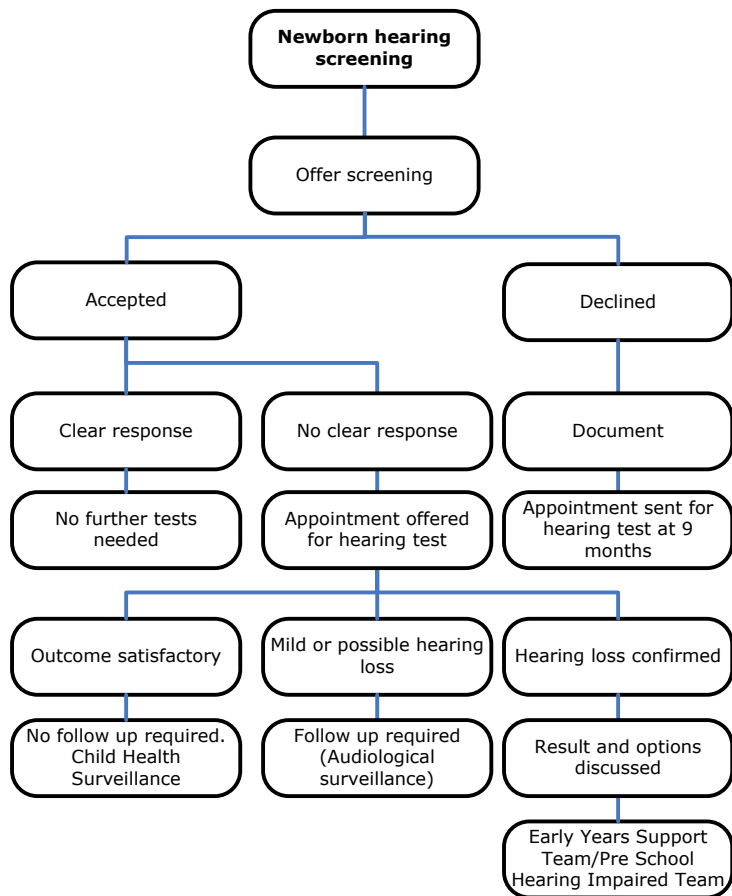 Newborn hearing
screening
Offer screening
Accepted
Declined
Clear response
No clear response
Document
No further tests
needed
Appointment offered
for hearing test
Appointment sent for
hearing test at 9
months
Outcome satisfactory
Mild or possible hearing
loss
Hearing loss confirmed
No follow up required.
Child Health
Surveillance
Follow up required
(Audiological
surveillance)
Result and options
discussed
Early Years Support
Team/Pre School
Hearing Impaired Team